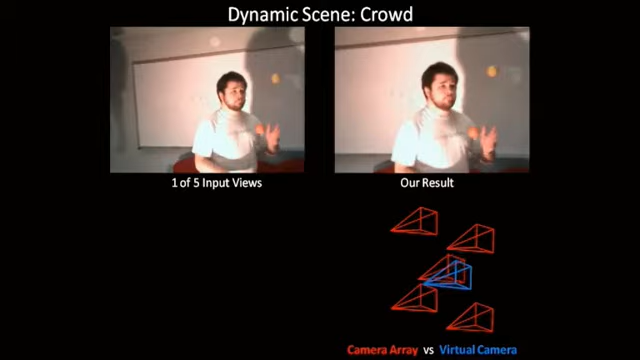 Dynamic Scene: Crowd
1 of 5 Input Views
Our Result
Camera Array vs Virtual Camera